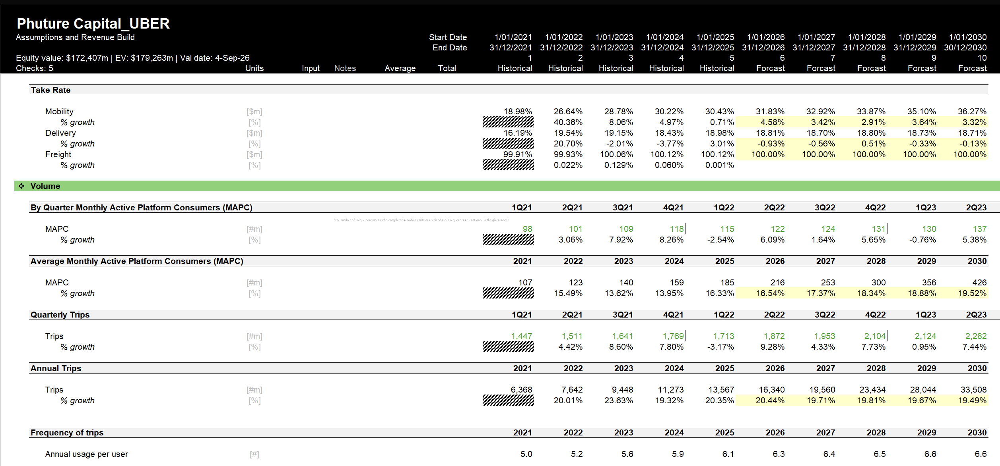 Phuture Capital_UBER
Assumptions and Revenue Build Start Date 1/01/2021 1/01/2022 1/01/2023 1/01/2024 1/01/2025 1/01/2026 1/01/2027 1/01/2028 1/01/2029 1/01/2030
End Date 31/12/2021 31/12/2022 31/12/2023 31/12/2024 31/12/2025 31/12/2026 31/12/2027 31/12/2028 31/12/2029 30/12/2030
Equity value: $172,407m | EV: $179,263m | Val date: 4-Sep-26 1 2 3 4 5 6 7 8 9 10
Checks: 5 Units Input Notes Average Total Historical Historical Historical Historical Historical Forcast Forcast Forcast Forcast Forcast
Take Rate
Mobility [$m] 18.98% 26.64% 28.78% 30.22% 30.43% 31.83% 32.92% 33.87% 35.10% 36.27%
% growth [%] 40.36% 8.06% 4.97% 0.71% 4.58% 3.42% 2.91% 3.64% 3.32%
Delivery [$m] 16.19% 19.54% 19.15% 18.43% 18.98% 18.81% 18.70% 18.80% 18.73% 18.71%
% growth [%] 20.70% -2.01% -3.77% 3.01% -0.93% -0.56% 0.51% -0.33% -0.13%
Freight [$m] 99.91% 99.93% 100.06% 100.12% 100.12% 100.00% 100.00% 100.00% 100.00% 100.00%
% growth [%] 0.022% 0.129% 0.060% 0.001%
❖ Volume
By Quarter Monthly Active Platform Consumers (MAPC) 1Q21 2Q21 3Q21 4Q21 1Q22 2Q22 3Q22 4Q22 1Q23 2Q23
*the number of unique consumers who completed a mobility ride or received a delivery order at least once in the given month
MAPC [#m] 98 101 109 118 115 122 124 131 130 137
% growth [%] 3.06% 7.92% 8.26% -2.54% 6.09% 1.64% 5.65% -0.76% 5.38%
Average Monthly Active Platform Consumers (MAPC) 2021 2022 2023 2024 2025 2026 2027 2028 2029 2030
MAPC [#m] 107 123 140 159 185 216 253 300 356 426
% growth [%] 15.49% 13.62% 13.95% 16.33% 16.54% 17.37% 18.34% 18.88% 19.52%
Quarterly Trips 1Q21 2Q21 3Q21 4Q21 1Q22 2Q22 3Q22 4Q22 1Q23 2Q23
Trips [#m] 1,447 1,511 1,641 1,769 1,713 1,872 1,953 2,104 2,124 2,282
% growth [%] 4.42% 8.60% 7.80% -3.17% 9.28% 4.33% 7.73% 0.95% 7.44%
Annual Trips 2021 2022 2023 2024 2025 2026 2027 2028 2029 2030
Trips [#m] 6,368 7,642 9,448 11,273 13,567 16,340 19,560 23,434 28,044 33,508
% growth [%] 20.01% 23.63% 19.32% 20.35% 20.44% 19.71% 19.81% 19.67% 19.49%
Frequency of trips 2021 2022 2023 2024 2025 2026 2027 2028 2029 2030
Annual usage per user [#] 5.0 5.2 5.6 5.9 6.1 6.3 6.4 6.5 6.6 6.6